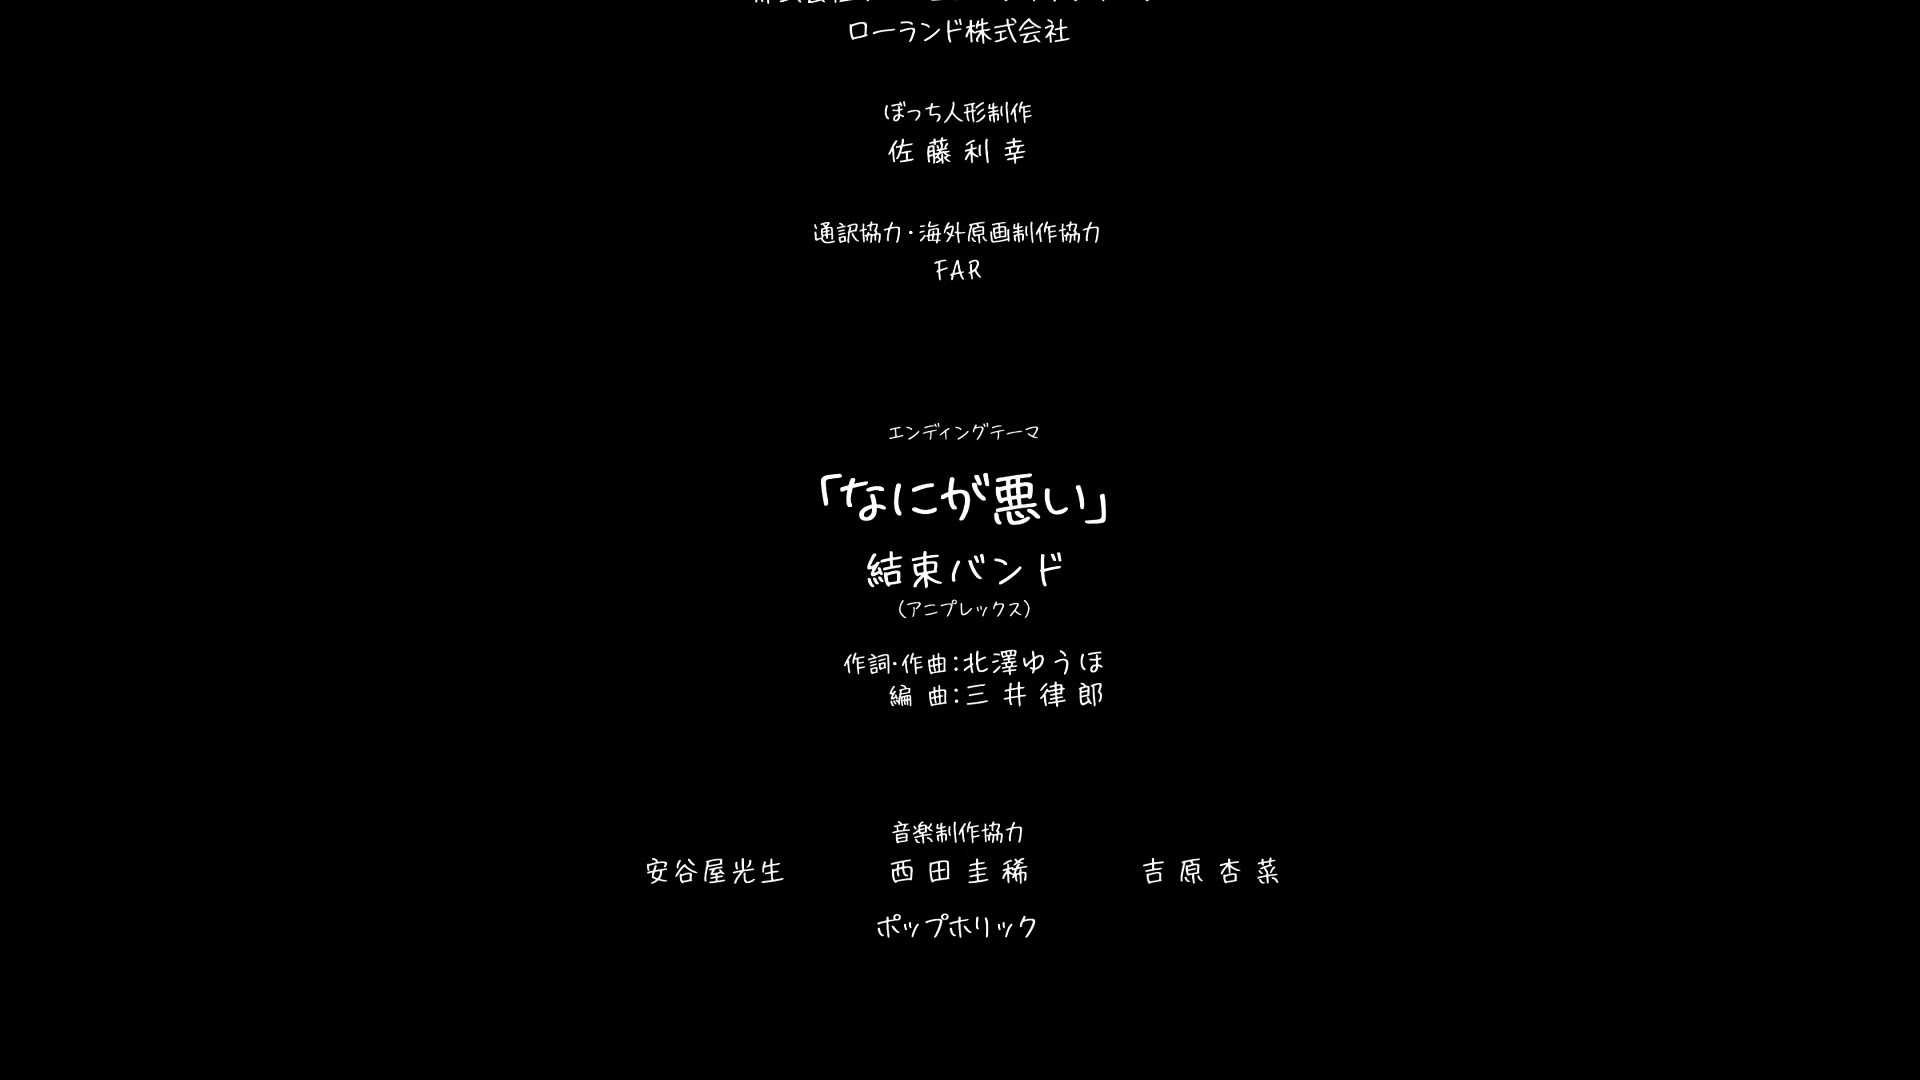 ローランド株式会社
ぼっち人形制作
佐藤利幸
通訳協力・海外原画制作協力
FAR
エンディングテーマ
「なにが悪い」
結束バンド
(アニプレックス)
作詞・作曲:北澤ゆうほ
編曲:三井律郎
音楽制作協力
安谷屋光生 西田圭稀 吉原杏菜
ポップホリック